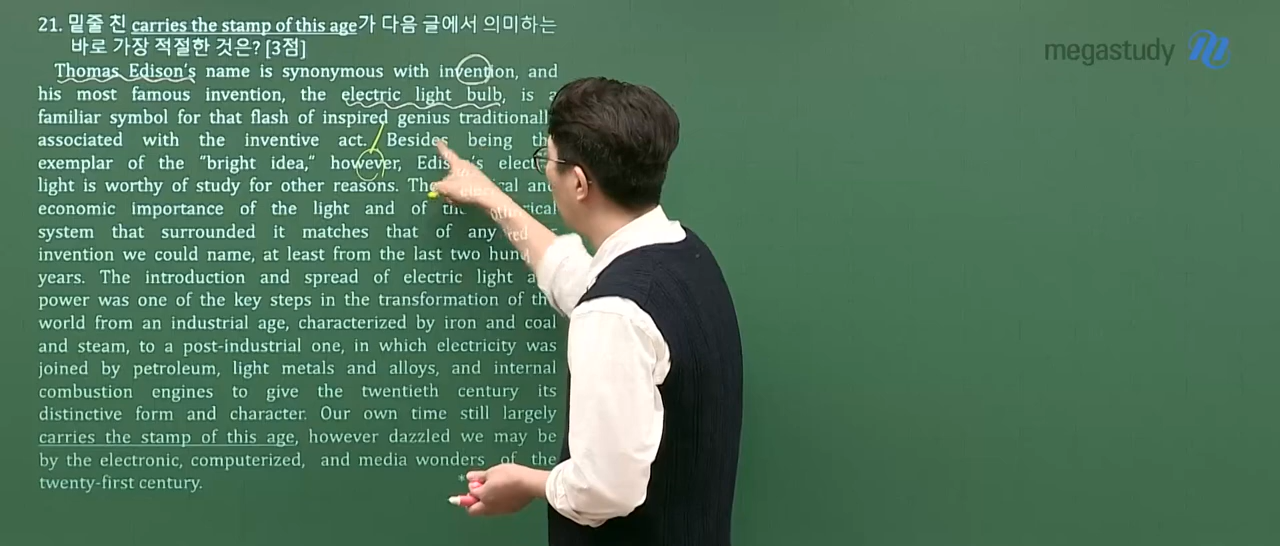 21. 밑줄 친 carries the stamp of this age가 다음 글에서 의미하는
바로 가장 적절한 것은? [3점]
megastudy
Thomas Edison's name is synonymous with invention, and
his most famous invention, the electric light bulb, is a
familiar symbol for that flash of inspired genius traditionall
associated with the inventive act. Besides being th
exemplar of the “bright idea,“ however, Edison's elect
light is worthy of study for other reasons. The and
economic importance of the light and of the
system that surrounded it matches that of any
invention we could name, at least from the last two hund
years. The introduction and spread of electric light a
power was one of the key steps in the transformation of th
world from an industrial age, characterized by iron and coal
and steam, to a post-industrial one, in which electricity was
joined by petroleum, light metals and alloys, and internal
combustion engines to give the twentieth century its
distinctive form and character. Our own time still largely
carries the stamp of this age, however dazzled we may be
by the electronic, computerized, and media wonders of the
twenty-first century.